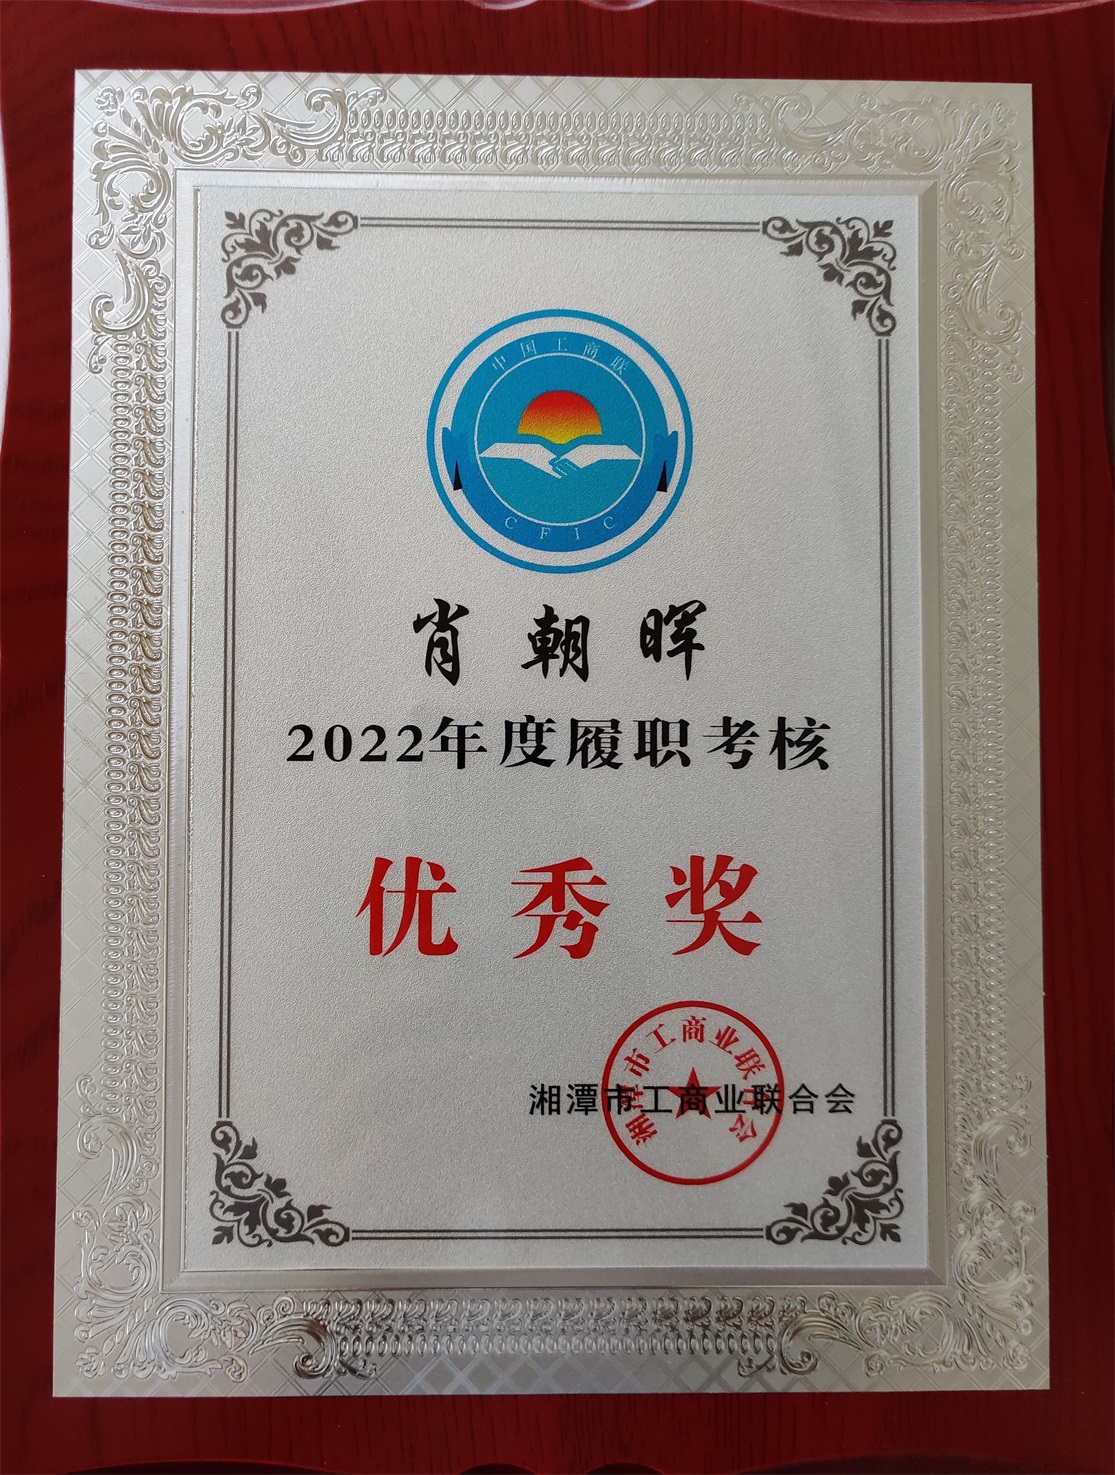 中国工商联
CFIC
肖朝晖
2022年度履职考核
优秀奖
湘潭市工商业联合会
湘潭市工商业联合会